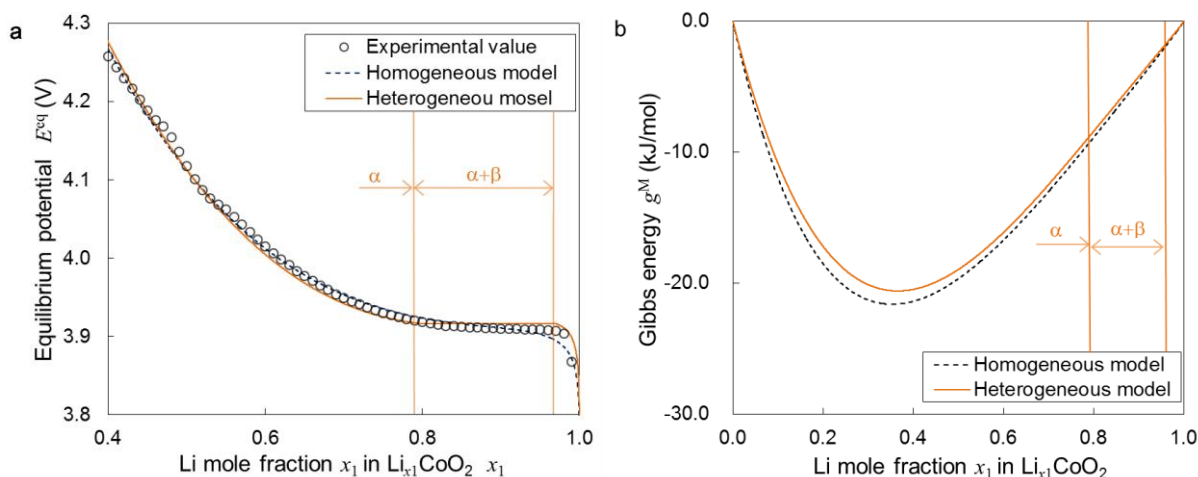 a
4.3
4.2
4.1
4.0
3.9
3.8
Equilibrium potential E^eq (V)
Experimental value
Homogeneous model
Heterogeneou mosel
α
α+β
0.4
0.6
0.8
1.0
Li mole fraction x₁ in Liₓ₁CoO₂ x₁
b
0.0
-10.0
-20.0
-30.0
Gibbs energy g^M (kJ/mol)
α
α+β
Homogeneous model
Heterogeneous model
0.0
0.2
0.4
0.6
0.8
1.0
Li mole fraction x₁ in Liₓ₁CoO₂